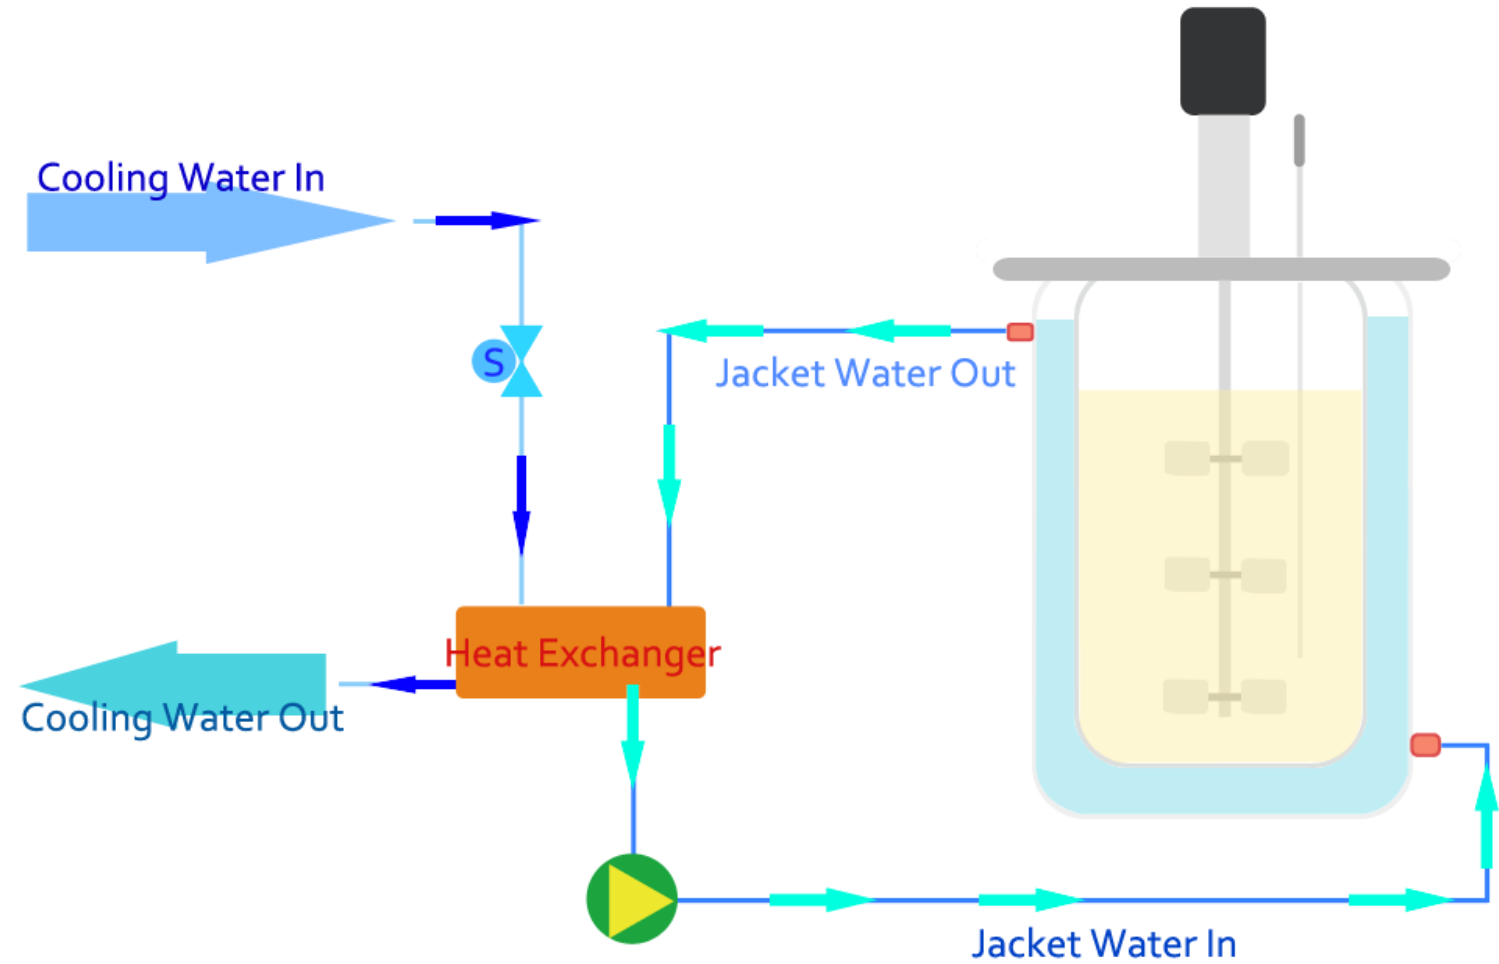 Cooling Water In
S
Jacket Water Out
Heat Exchanger
Cooling Water Out
Jacket Water In